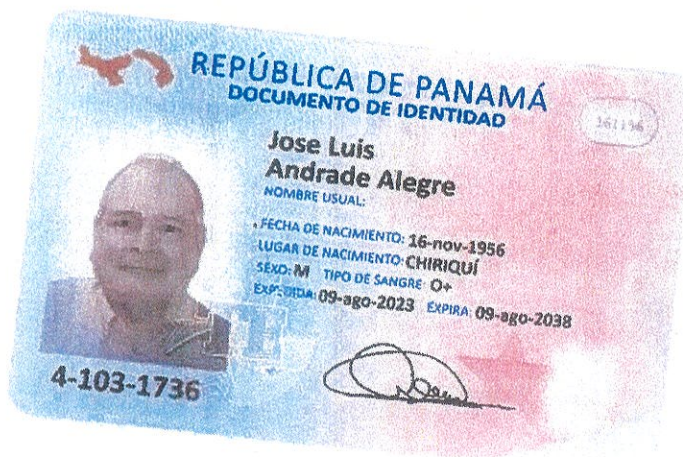 REPÚBLICA DE PANAMÁ
DOCUMENTO DE IDENTIDAD
161156
Jose Luis
Andrade Alegre
NOMBRE USUAL:
FECHA DE NACIMIENTO: 16-nov-1956
LUGAR DE NACIMIENTO: CHIRIQUÍ
SEXO: M TIPO DE SANGRE: O+
EXPEDIDA: 09-ago-2023 EXPIRA: 09-ago-2038
4-103-1736